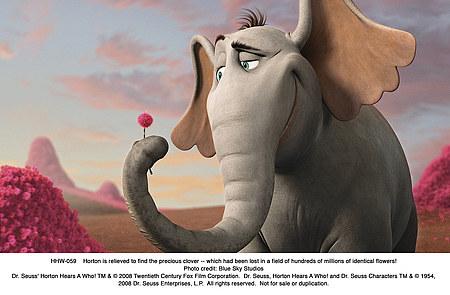 HHW-059 Horton is relieved to find the precious clover -- which had been lost in a field of hundreds of millions of identical flowers!
Photo credit: Blue Sky Studios
Dr. Seuss' Horton Hears A Who! TM & © 2008 Twentieth Century Fox Film Corporation. Dr. Seuss, Horton Hears A Who! and Dr. Seuss Characters TM & © 1954,
2008 Dr. Seuss Enterprises, L.P. All rights reserved. Not for sale or duplication.